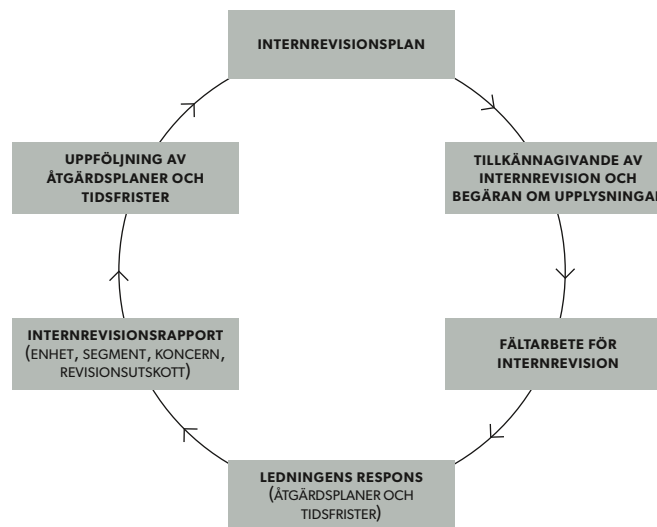 INTERNREVISIONSPLAN
TILLKÄNNAGIVANDE AV
INTERNREVISION OCH
BEGÄRAN OM UPPLYSNINGAR
FÄLTARBETE FÖR
INTERNREVISION
LEDNINGENS RESPONS
(ÅTGÄRDSPLANER OCH
TIDSFRISTER)
INTERNREVISIONSRAPPORT
(ENHET, SEGMENT, KONCERN,
REVISIONSUTSKOTT)
UPPFÖLJNING AV
ÅTGÄRDSPLANER OCH
TIDSFRISTER